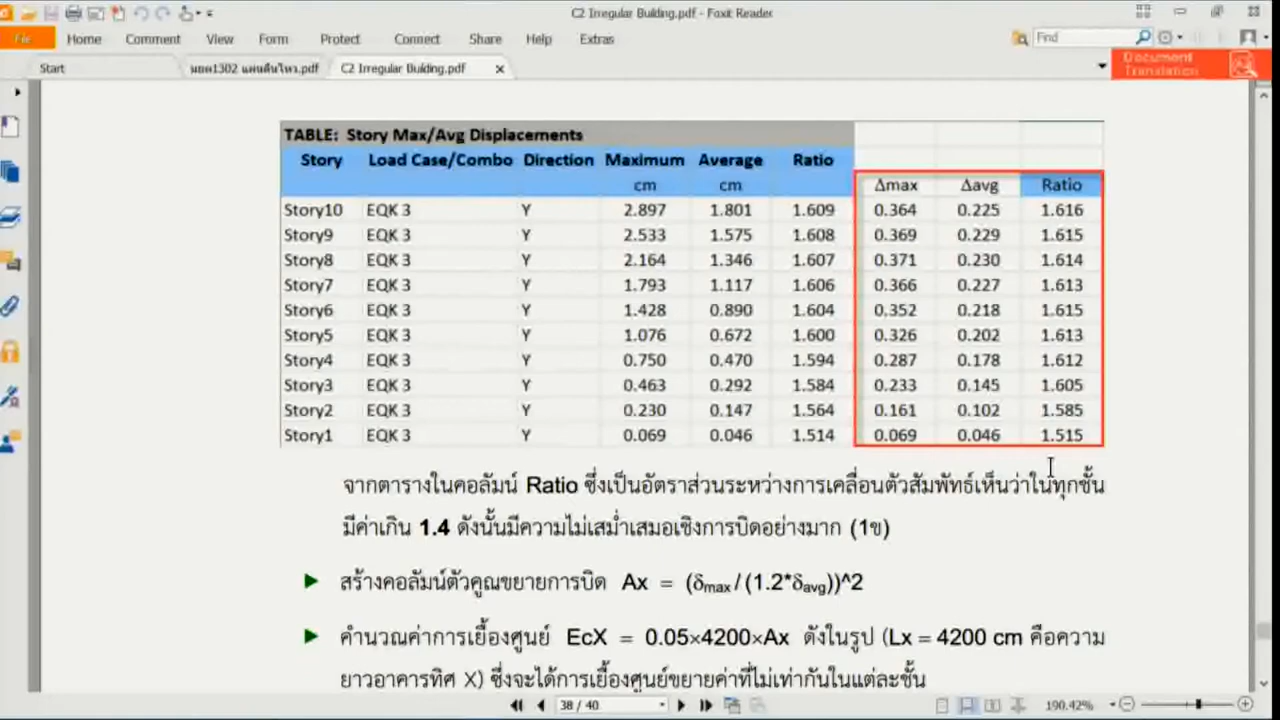 C2 Irregular Building.pdf - Foxit Reader
File Home Comment View Form Protect Connect Share Help Extras
Find
Start มยผ1302 แผ่นดินไหว.pdf C2 Irregular Building.pdf
Document
Translation
TABLE: Story Max/Avg Displacements
Story Load Case/Combo Direction Maximum Average Ratio
cm cm Δmax Δavg Ratio
Story10 EQK 3 Y 2.897 1.801 1.609 0.364 0.225 1.616
Story9 EQK 3 Y 2.533 1.575 1.608 0.369 0.229 1.615
Story8 EQK 3 Y 2.164 1.346 1.607 0.371 0.230 1.614
Story7 EQK 3 Y 1.793 1.117 1.606 0.366 0.227 1.613
Story6 EQK 3 Y 1.428 0.890 1.604 0.352 0.218 1.615
Story5 EQK 3 Y 1.076 0.672 1.600 0.326 0.202 1.613
Story4 EQK 3 Y 0.750 0.470 1.594 0.287 0.178 1.612
Story3 EQK 3 Y 0.463 0.292 1.584 0.233 0.145 1.605
Story2 EQK 3 Y 0.230 0.147 1.564 0.161 0.102 1.585
Story1 EQK 3 Y 0.069 0.046 1.514 0.069 0.046 1.515
จากตารางในคอลัมน์ Ratio ซึ่งเป็นอัตราส่วนระหว่างการเคลื่อนตัวสัมพัทธ์เห็นว่าในทุกชั้น
มีค่าเกิน 1.4 ดังนั้นมีความไม่เสม่ำเสมอเชิงการบิดอย่างมาก (1ข)
สร้างคอลัมน์ตัวคูณขยายการบิด Ax = (δmax/(1.2*δavg))^2
คำนวณค่าการเยื้องศูนย์ EcX = 0.05×4200×Ax ดังในรูป (Lx = 4200 cm คือความ
ยาวอาคารทิศ X) ซึ่งจะได้การเยื้องศูนย์ขยายค่าที่ไม่เท่ากันในแต่ละชั้น
38 / 40
190.42%